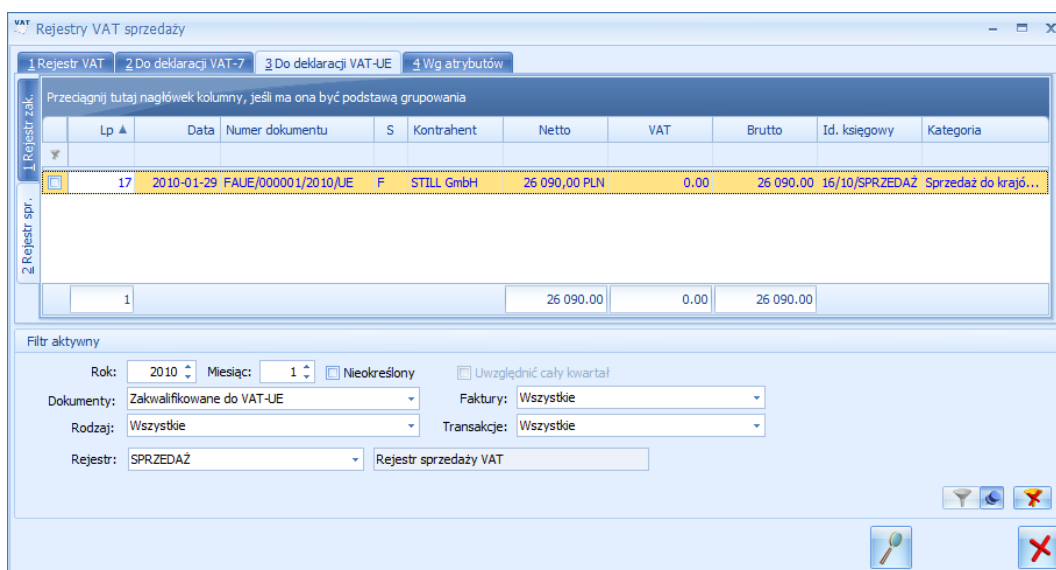 VAT Rejestry VAT sprzedaży
1 Rejestr VAT 2 Do deklaracji VAT-7 3 Do deklaracji VAT-UE 4 Wg atrybutów
1 Rejestr zak.
2 Rejestr spr.
Przeciągnij tutaj nagłówek kolumny, jeśli ma ona być podstawą grupowania
Lp Data Numer dokumentu S Kontrahent Netto VAT Brutto Id. księgowy Kategoria
17 2010-01-29 FAUE/000001/2010/UE F STILL GmbH 26 090,00 PLN 0.00 26 090.00 16/10/SPRZEDAŻ Sprzedaż do krajó...
1 26 090.00 0.00 26 090.00
Filtr aktywny
Rok: 2010 Miesiąc: 1 Nieokreślony Uwzględnić cały kwartał
Dokumenty: Zakwalifikowane do VAT-UE Faktury: Wszystkie
Rodzaj: Wszystkie Transakcje: Wszystkie
Rejestr: SPRZEDAŻ Rejestr sprzedaży VAT